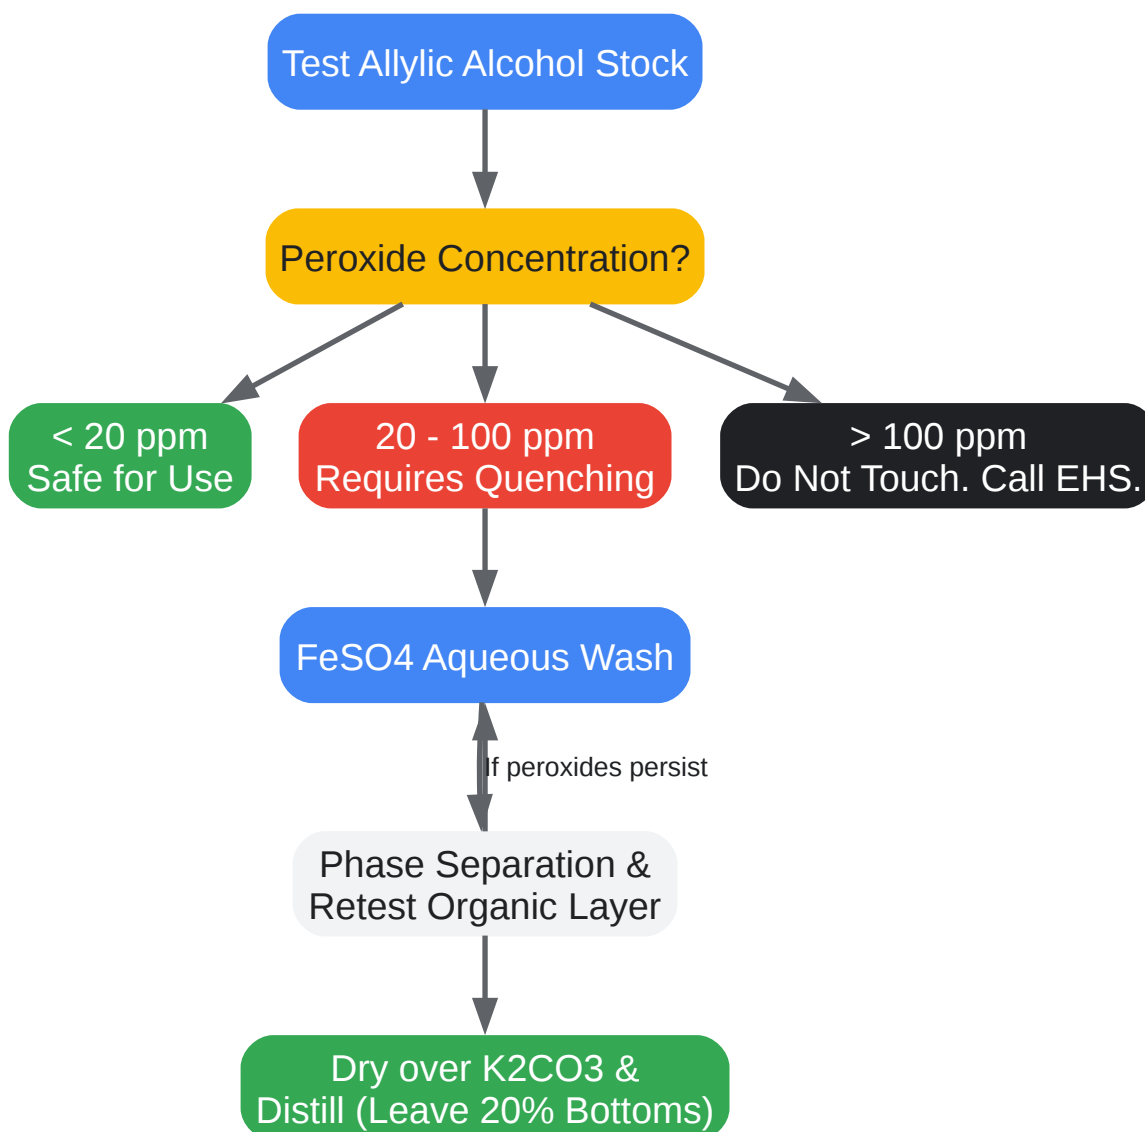 Test Allylic Alcohol Stock
Peroxide Concentration?
< 20 ppm
Safe for Use
20 - 100 ppm
Requires Quenching
> 100 ppm
Do Not Touch. Call EHS.
FeSO4 Aqueous Wash
If peroxides persist
Phase Separation &
Retest Organic Layer
Dry over K2CO3 &
Distill (Leave 20% Bottoms)